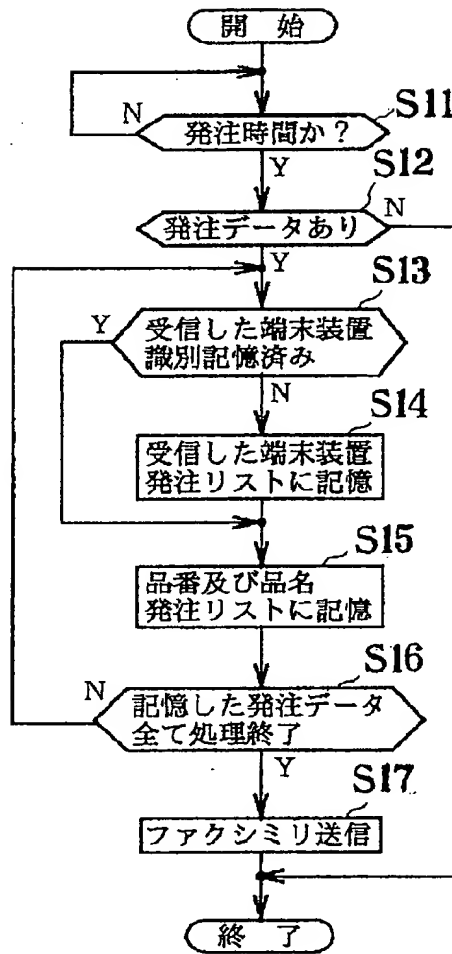 開 始
N
S11
発注時間か?
Y
S12
発注データあり
N
Y
S13
Y
受信した端末装置
識別記憶済み
N
S14
受信した端末装置
発注リストに記憶
S15
品番及び品名
発注リストに記憶
S16
N
記憶した発注データ
全て処理終了
Y
S17
ファクシミリ送信
終 了